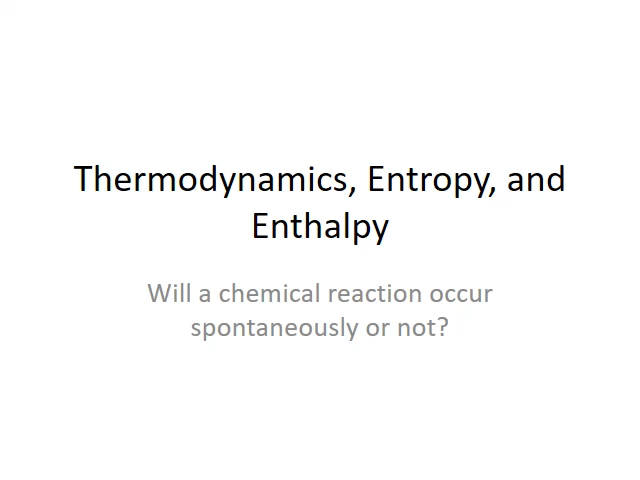 Thermodynamics, Entropy, and
Enthalpy
Will a chemical reaction occur
spontaneously or not?